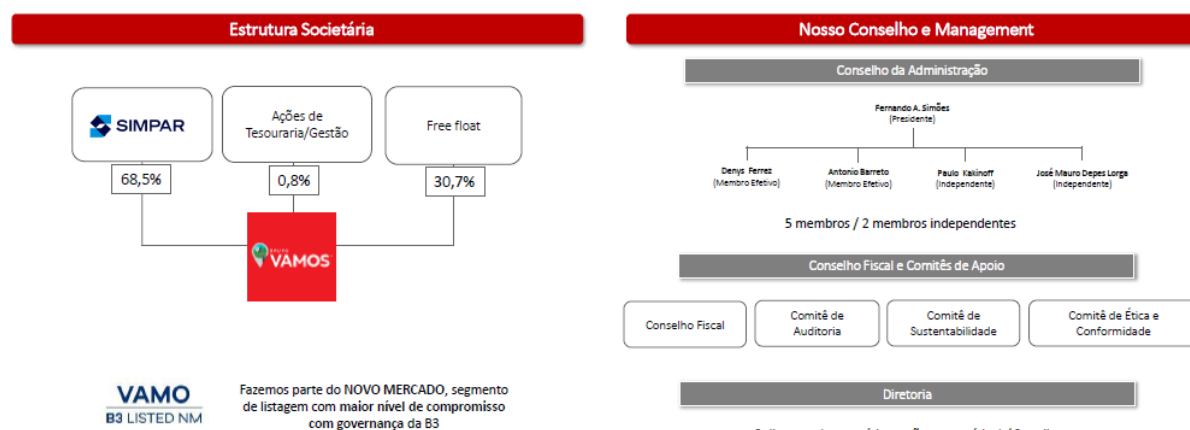 Estrutura Societária
SIMPAR
Ações de
Tesouraria/Gestão
Free float
68,5%
0,8%
30,7%
GRUPO
VAMOS
VAMO
B3 LISTED NM
Fazemos parte do NOVO MERCADO, segmento
de listagem com maior nível de compromisso
com governança da B3
Nosso Conselho e Management
Conselho da Administração
Fernando A. Simões
(Presidente)
Denys Ferrez
(Membro Efetivo)
Antonio Barreto
(Membro Efetivo)
Paulo Kakinoff
(Independente)
José Mauro Depes Lorga
(Independente)
5 membros / 2 membros independentes
Conselho Fiscal e Comitês de Apoio
Conselho Fiscal
Comitê de
Auditoria
Comitê de
Sustentabilidade
Comitê de Ética e
Conformidade
Diretoria